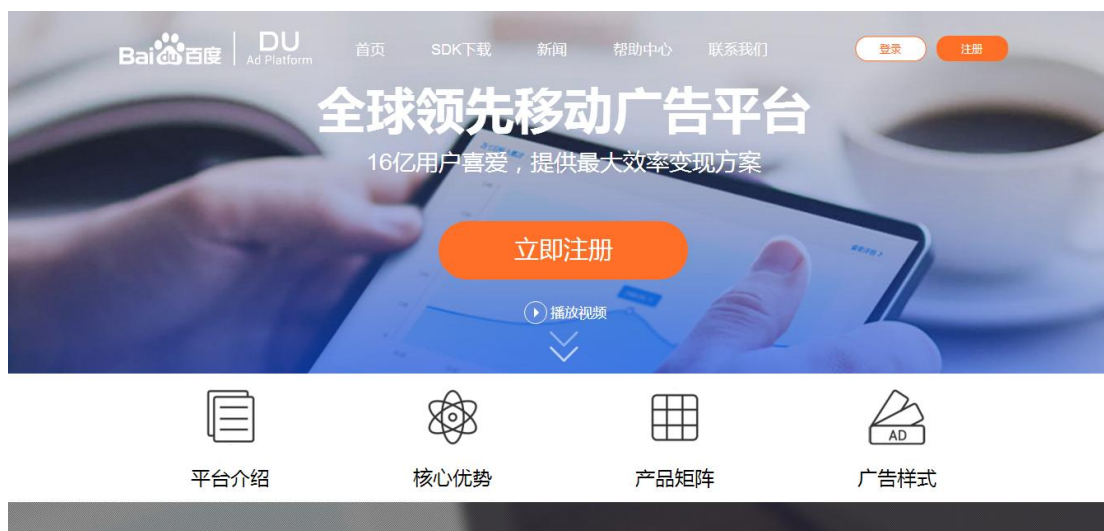 Bai du 百度
DU
Ad Platform
首页
SDK下载
新闻
帮助中心
联系我们
登录
注册
全球领先移动广告平台
16亿用户喜爱，提供最大效率变现方案
立即注册
播放视频
平台介绍
核心优势
产品矩阵
AD
广告样式